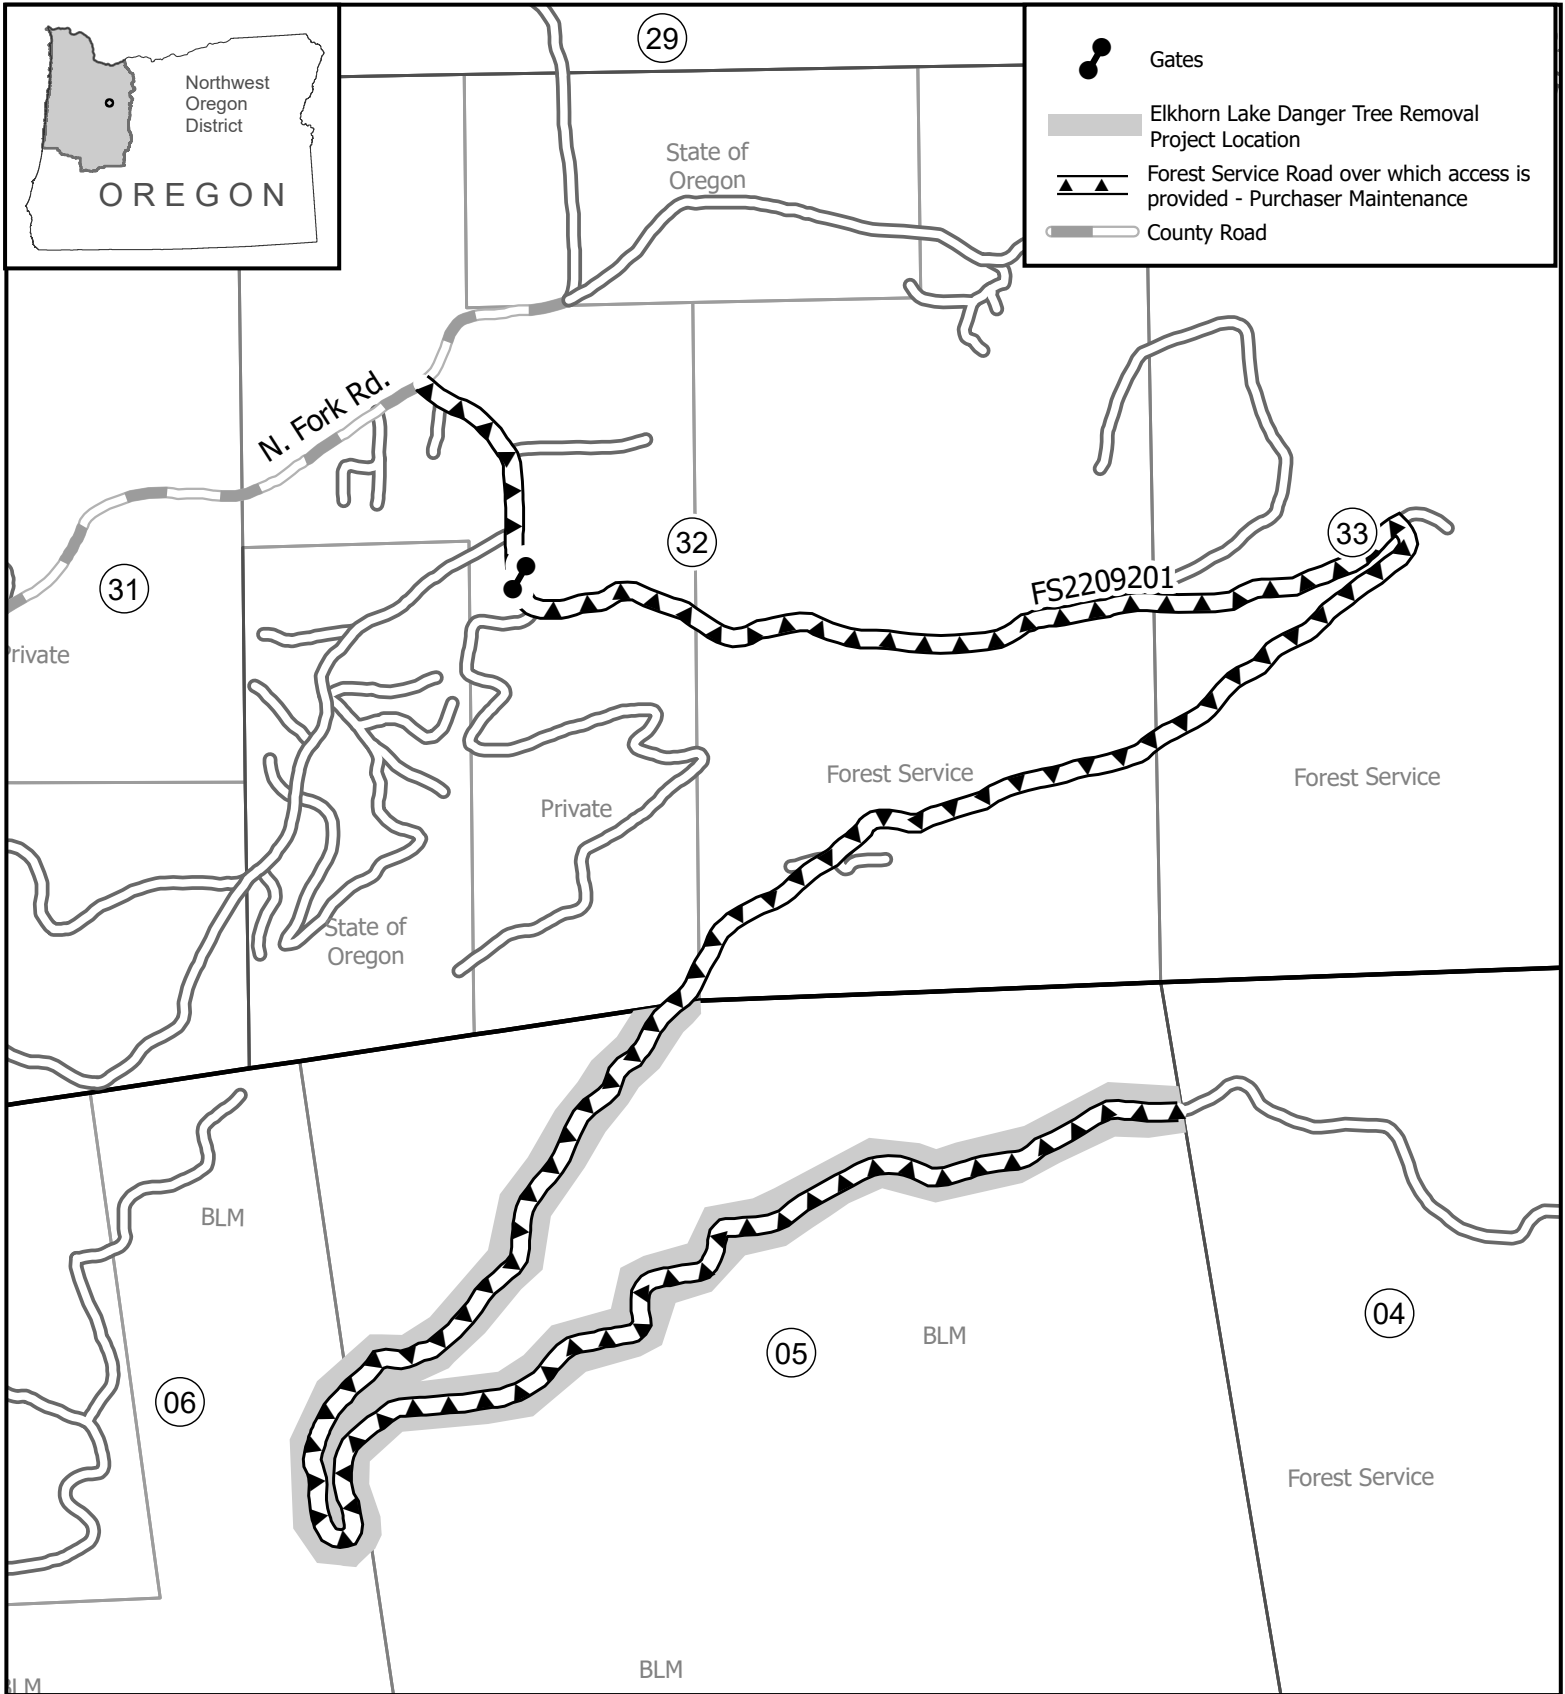 Northwest
Oregon
District
OREGON
29
Gates
Elkhorn Lake Danger Tree Removal
Project Location
Forest Service Road over which access is
provided - Purchaser Maintenance
County Road
State of
Oregon
N. Fork Rd.
33
32
31
FS2209201
Private
Forest Service
Forest Service
Private
State of
Oregon
BLM
04
BLM
05
06
Forest Service
BLM
BLM